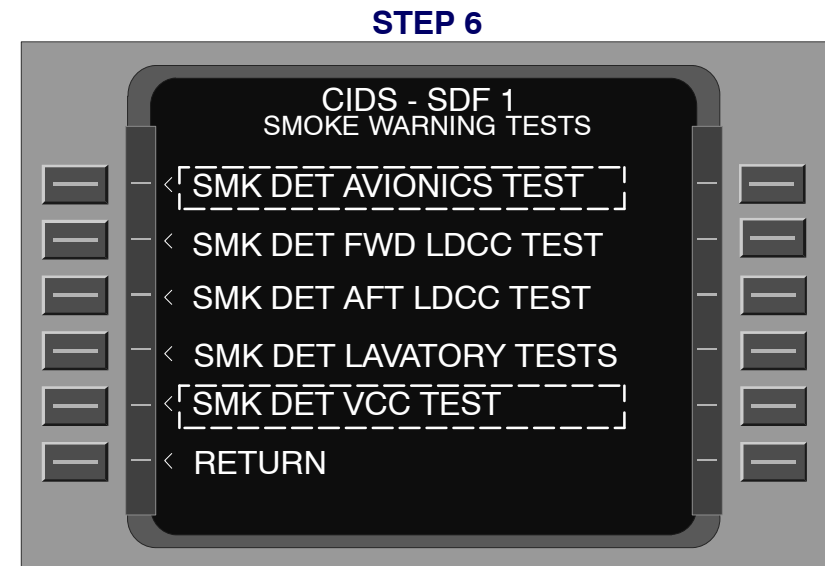 STEP 6
CIDS - SDF 1
SMOKE WARNING TESTS
< SMK DET AVIONICS TEST
< SMK DET FWD LDCC TEST
< SMK DET AFT LDCC TEST
< SMK DET LAVATORY TESTS
< SMK DET VCC TEST
< RETURN